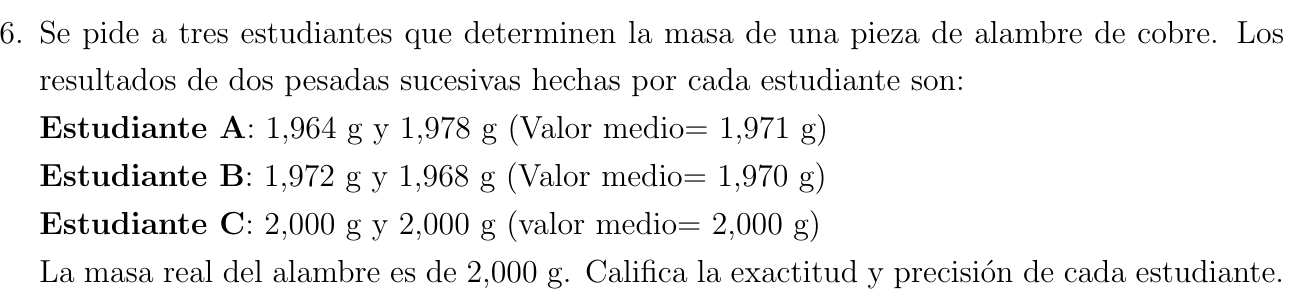 6. Se pide a tres estudiantes que determinen la masa de una pieza de alambre de cobre. Los
resultados de dos pesadas sucesivas hechas por cada estudiante son:
Estudiante A: 1,964 g y 1,978 g (Valor medio= 1,971 g)
Estudiante B: 1,972 g y 1,968 g (Valor medio= 1,970 g)
Estudiante C: 2,000 g y 2,000 g (valor medio= 2,000 g)
La masa real del alambre es de 2,000 g. Califica la exactitud y precisión de cada estudiante.